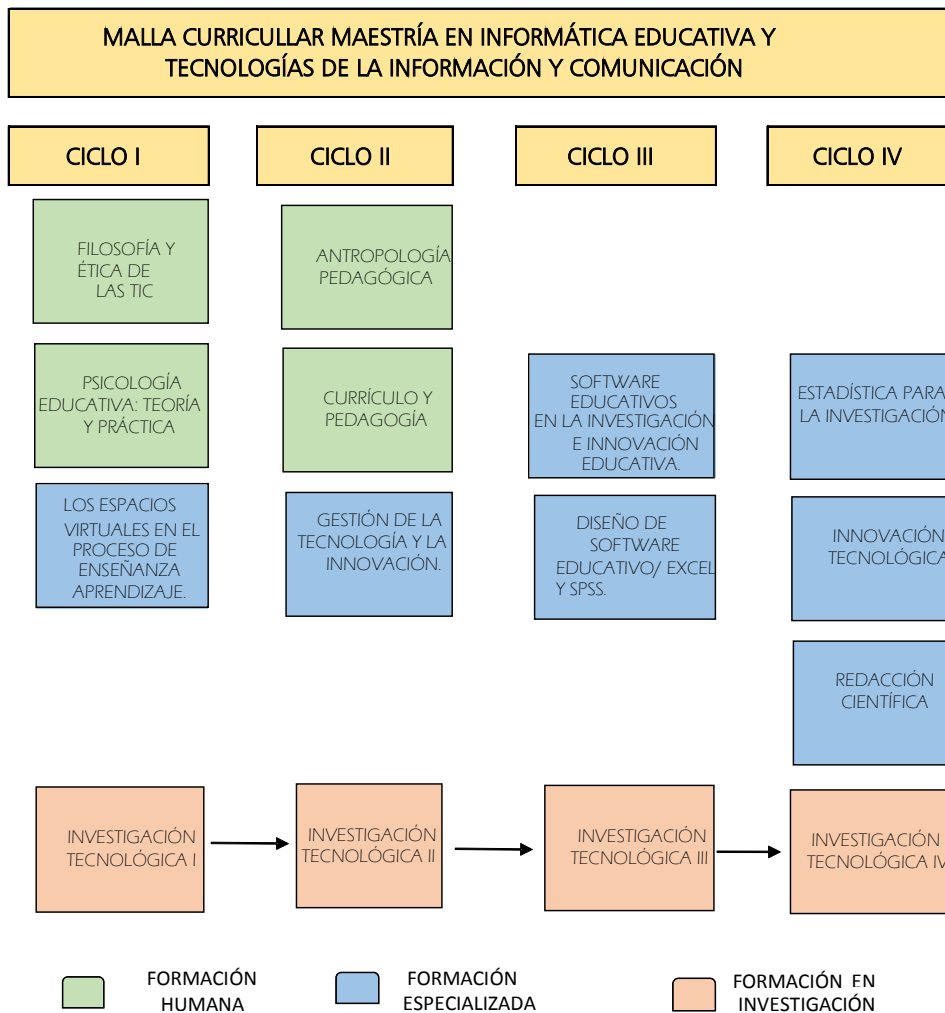 MALLA CURRICULLAR MAESTRÍA EN INFORMÁTICA EDUCATIVA Y
TECNOLOGÍAS DE LA INFORMACIÓN Y COMUNICACIÓN
CICLO I
CICLO II
CICLO III
CICLO IV
FILOSOFÍA Y
ÉTICA DE
LAS TIC
ANTROPOLOGÍA
PEDAGÓGICA
PSICOLOGÍA
EDUCATIVA: TEORÍA
Y PRÁCTICA
CURRÍCULO Y
PEDAGOGÍA
SOFTWARE
EDUCATIVOS
EN LA INVESTIGACIÓN
E INNOVACIÓN
EDUCATIVA.
ESTADÍSTICA PARA
LA INVESTIGACIÓN
LOS ESPACIOS
VIRTUALES EN EL
PROCESO DE
ENSEÑANZA
APRENDIZAJE.
GESTIÓN DE LA
TECNOLOGÍA Y LA
INNOVACIÓN.
DISEÑO DE
SOFTWARE
EDUCATIVO/ EXCEL
Y SPSS.
INNOVACIÓN
TECNOLÓGICA
REDACCIÓN
CIENTÍFICA
INVESTIGACIÓN
TECNOLÓGICA I
INVESTIGACIÓN
TECNOLÓGICA II
INVESTIGACIÓN
TECNOLÓGICA III
INVESTIGACIÓN
TECNOLÓGICA IV
FORMACIÓN
HUMANA
FORMACIÓN
ESPECIALIZADA
FORMACIÓN EN
INVESTIGACIÓN